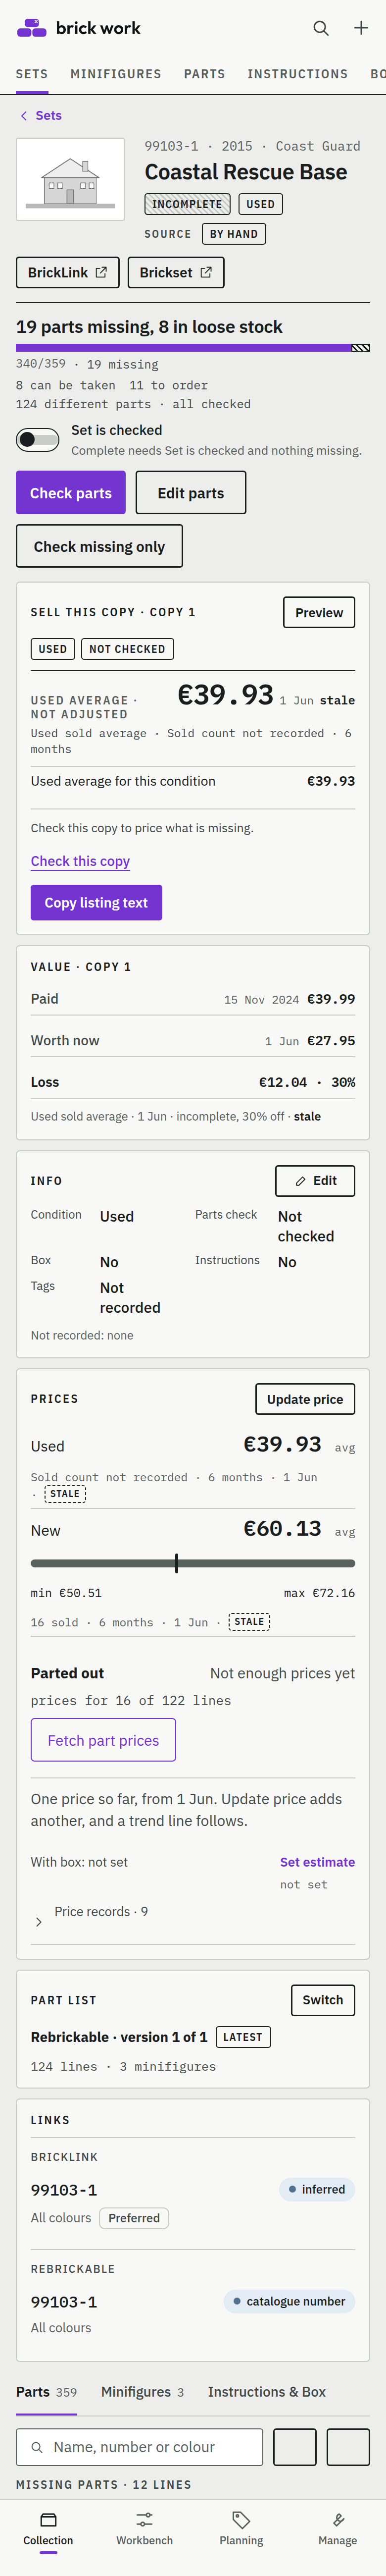 brick work
SETS MINIFIGURES PARTS INSTRUCTIONS BO
Sets
99103-1 · 2015 · Coast Guard
Coastal Rescue Base
INCOMPLETE USED
SOURCE BY HAND
BrickLink Brickset
19 parts missing, 8 in loose stock
340/359 · 19 missing
8 can be taken 11 to order
124 different parts · all checked
Set is checked
Complete needs Set is checked and nothing missing.
Check parts Edit parts
Check missing only
SELL THIS COPY · COPY 1 Preview
USED NOT CHECKED
USED AVERAGE · €39.93 1 Jun stale
NOT ADJUSTED
Used sold average · Sold count not recorded · 6
months
Used average for this condition €39.93
Check this copy to price what is missing.
Check this copy
Copy listing text
VALUE · COPY 1
Paid 15 Nov 2024 €39.99
Worth now 1 Jun €27.95
Loss €12.04 · 30%
Used sold average · 1 Jun · incomplete, 30% off · stale
INFO Edit
Condition Used Parts check Not
checked
Box No Instructions No
Tags Not
recorded
Not recorded: none
PRICES Update price
Used €39.93 avg
Sold count not recorded · 6 months · 1 Jun
· STALE
New €60.13 avg
min €50.51 max €72.16
16 sold · 6 months · 1 Jun · STALE
Parted out Not enough prices yet
prices for 16 of 122 lines
Fetch part prices
One price so far, from 1 Jun. Update price adds
another, and a trend line follows.
With box: not set Set estimate
not set
Price records · 9
PART LIST Switch
Rebrickable · version 1 of 1 LATEST
124 lines · 3 minifigures
LINKS
BRICKLINK
99103-1 inferred
All colours Preferred
REBRICKABLE
99103-1 catalogue number
All colours
Parts 359 Minifigures 3 Instructions & Box
Name, number or colour
MISSING PARTS · 12 LINES
Collection Workbench Planning Manage